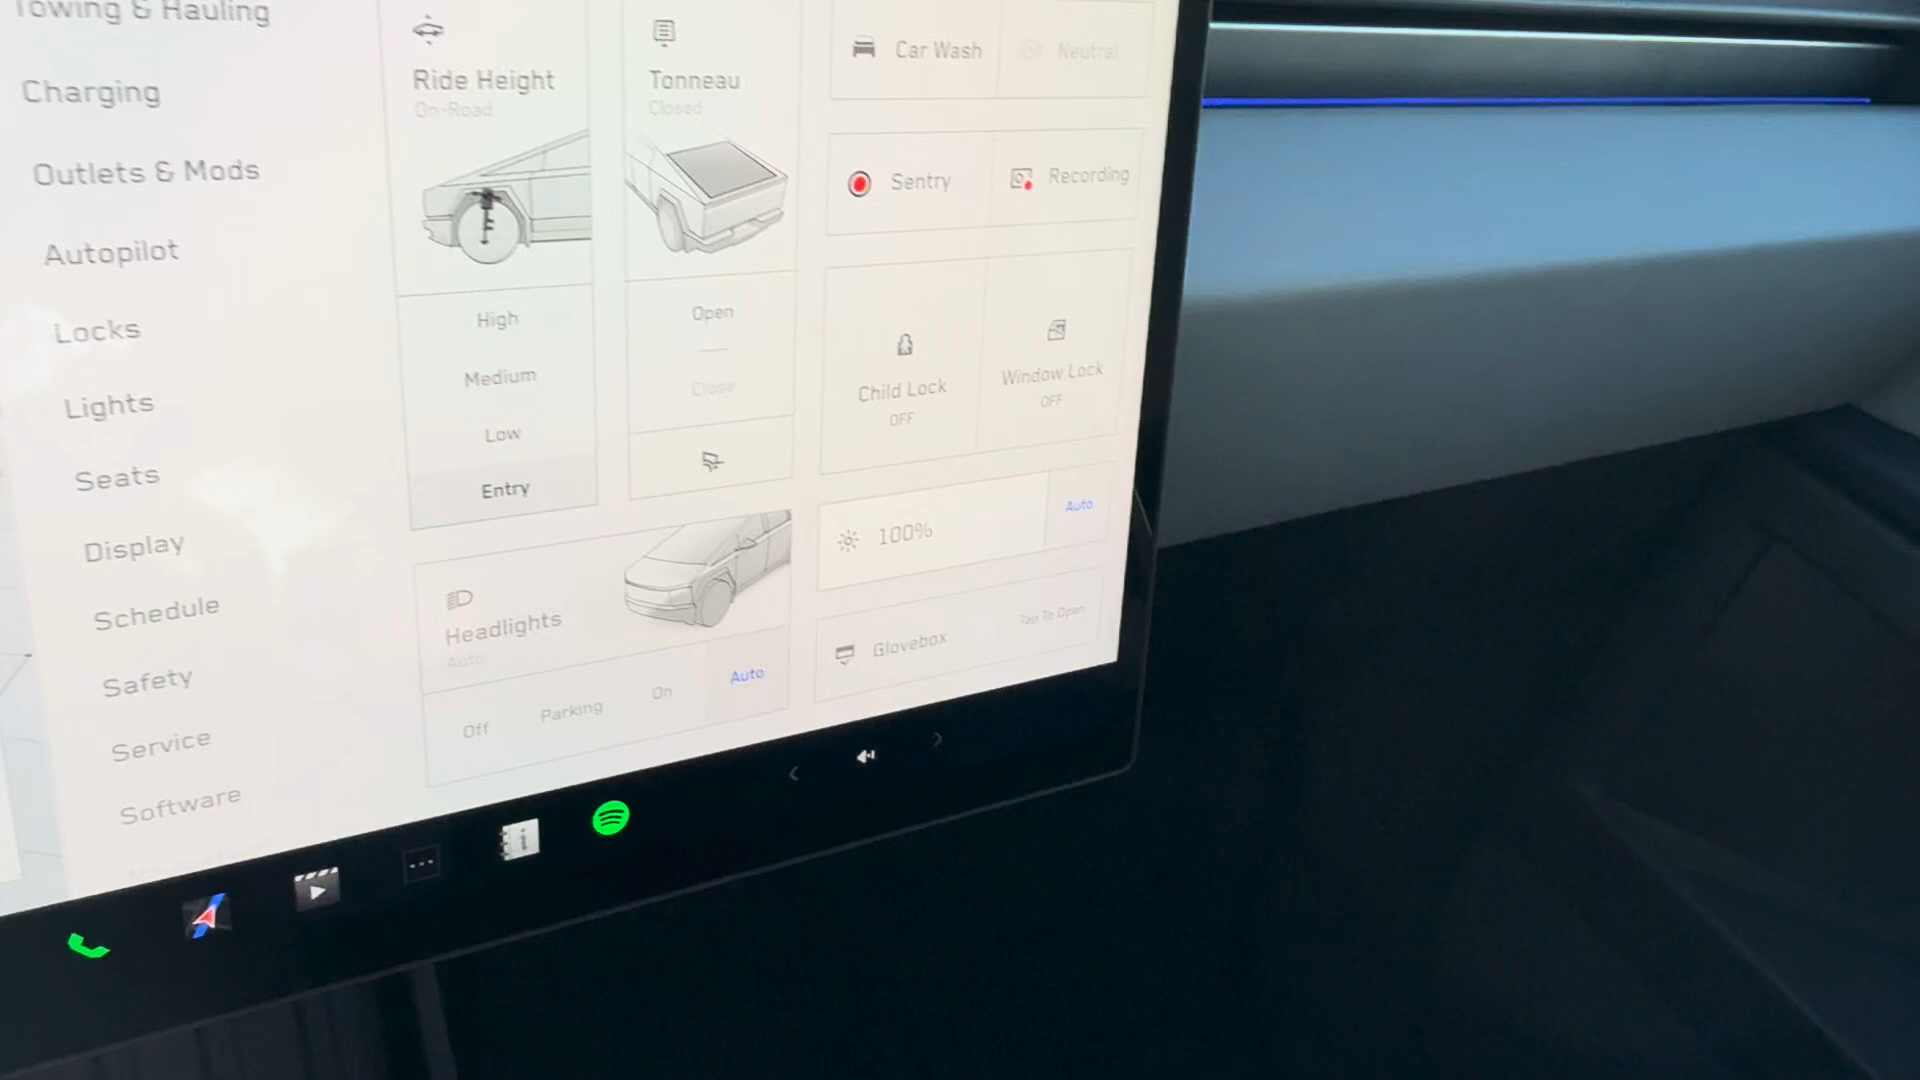 Towing & Hauling
Charging
Outlets & Mods
Autopilot
Locks
Lights
Seats
Display
Schedule
Safety
Service
Software
Ride Height
On-Road
High
Medium
Low
Entry
Tonneau
Closed
Open
Close
Headlights
Auto
Off
Parking
On
Auto
Car Wash
Neutral
Sentry
Recording
Child Lock
OFF
Window Lock
OFF
100%
Auto
Glovebox
Tap To Open